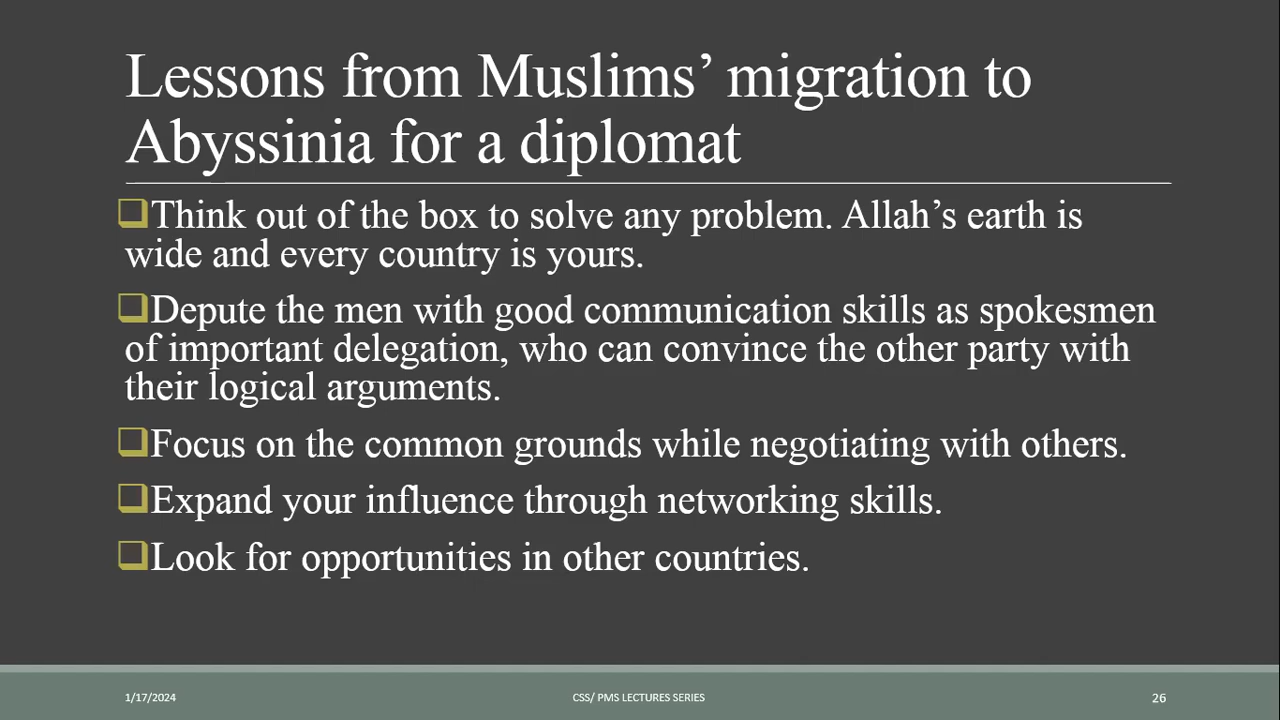 Lessons from Muslims’ migration to
Abyssinia for a diplomat
❑Think out of the box to solve any problem. Allah’s earth is
wide and every country is yours.
❑Depute the men with good communication skills as spokesmen
of important delegation, who can convince the other party with
their logical arguments.
❑Focus on the common grounds while negotiating with others.
❑Expand your influence through networking skills.
❑Look for opportunities in other countries.
1/17/2024
CSS/ PMS LECTURES SERIES
26